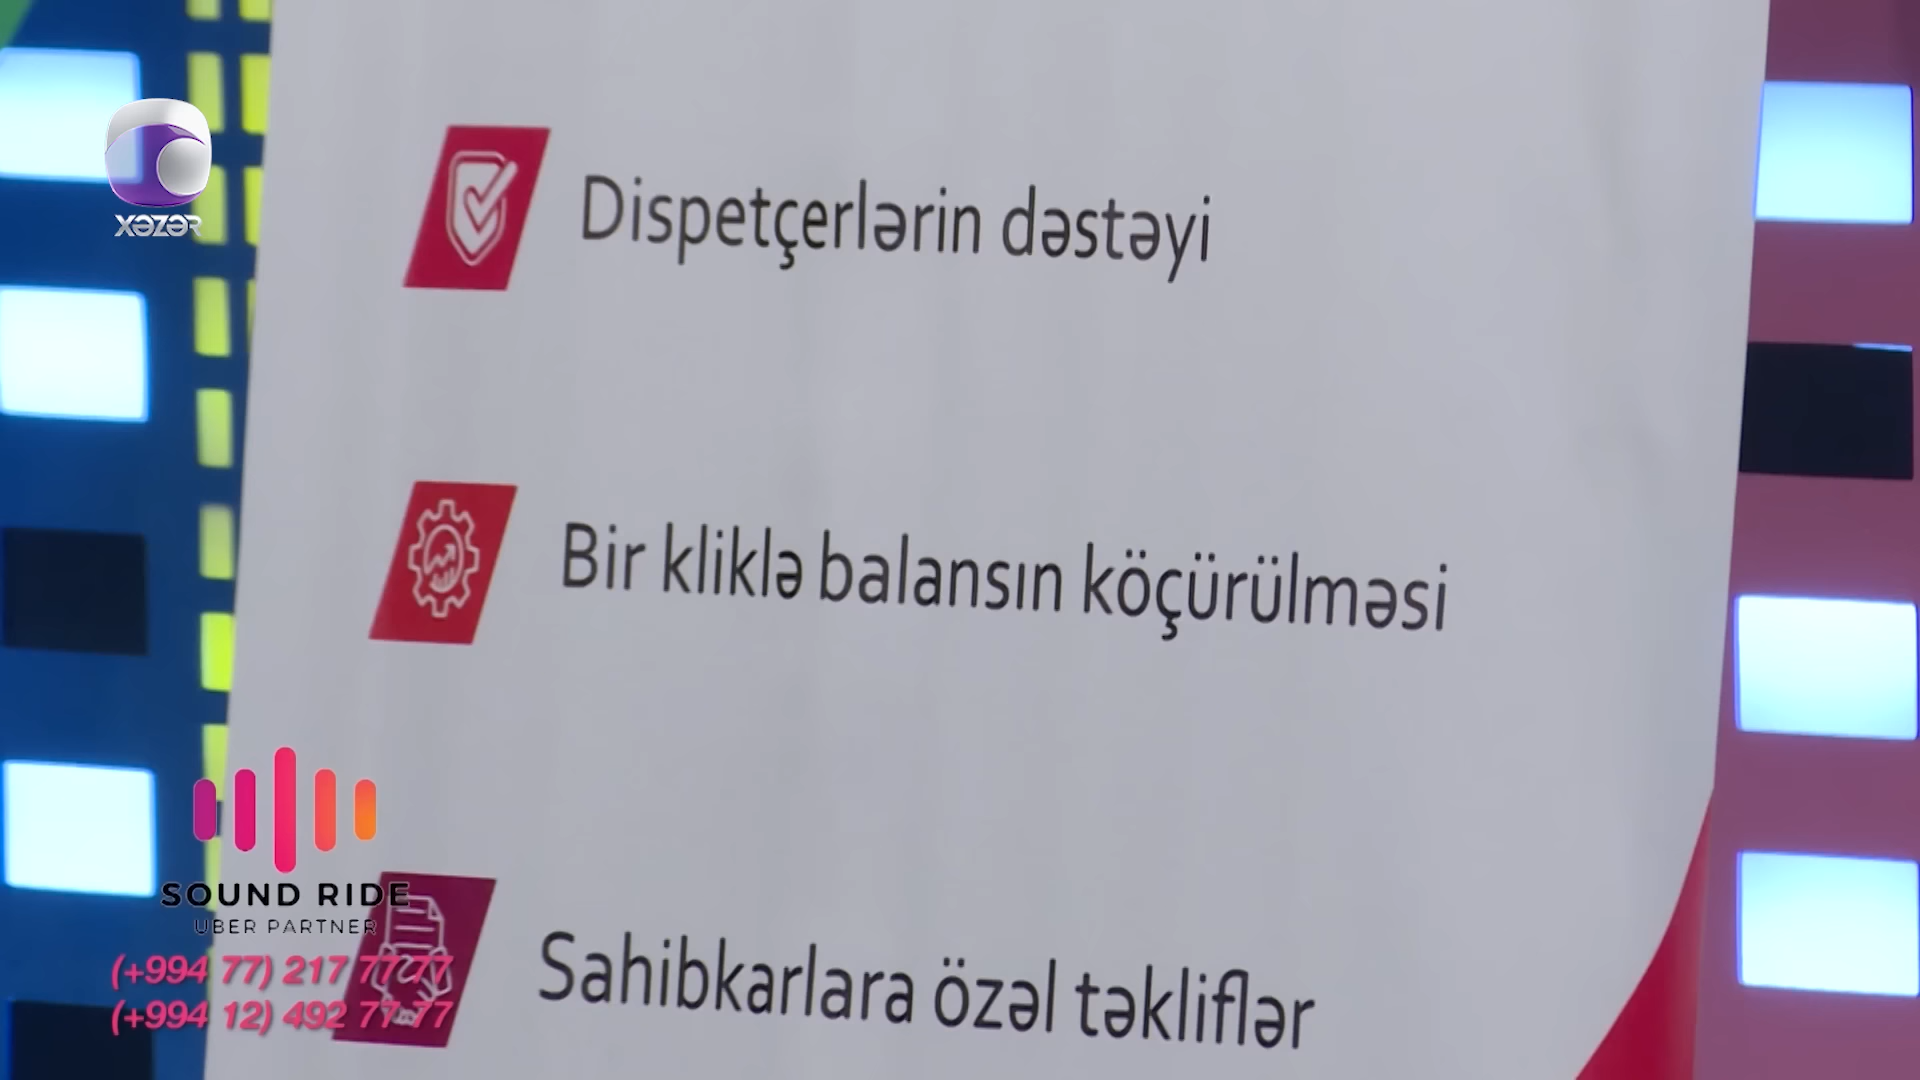 XƏZƏR
Dispetçerlərin dəstəyi
Bir kliklə balansın köçürülməsi
Sahibkarlara özəl təkliflər
SOUND RIDE
UBER PARTNER
(+994 77) 217 77 77
(+994 12) 492 77 77